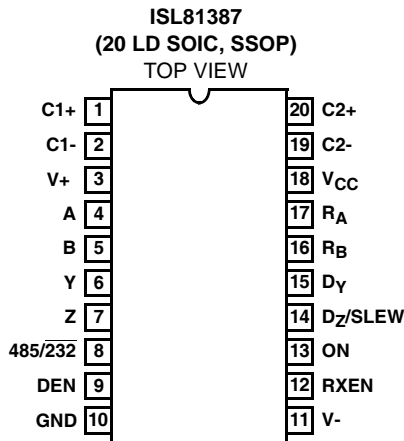 ISL81387
(20 LD SOIC, SSOP)
TOP VIEW
C1+ 1 20 C2+
C1- 2 19 C2-
V+ 3 18 VCC
A 4 17 RA
B 5 16 RB
Y 6 15 DY
Z 7 14 DZ/SLEW
485/232 8 13 ON
DEN 9 12 RXEN
GND 10 11 V-